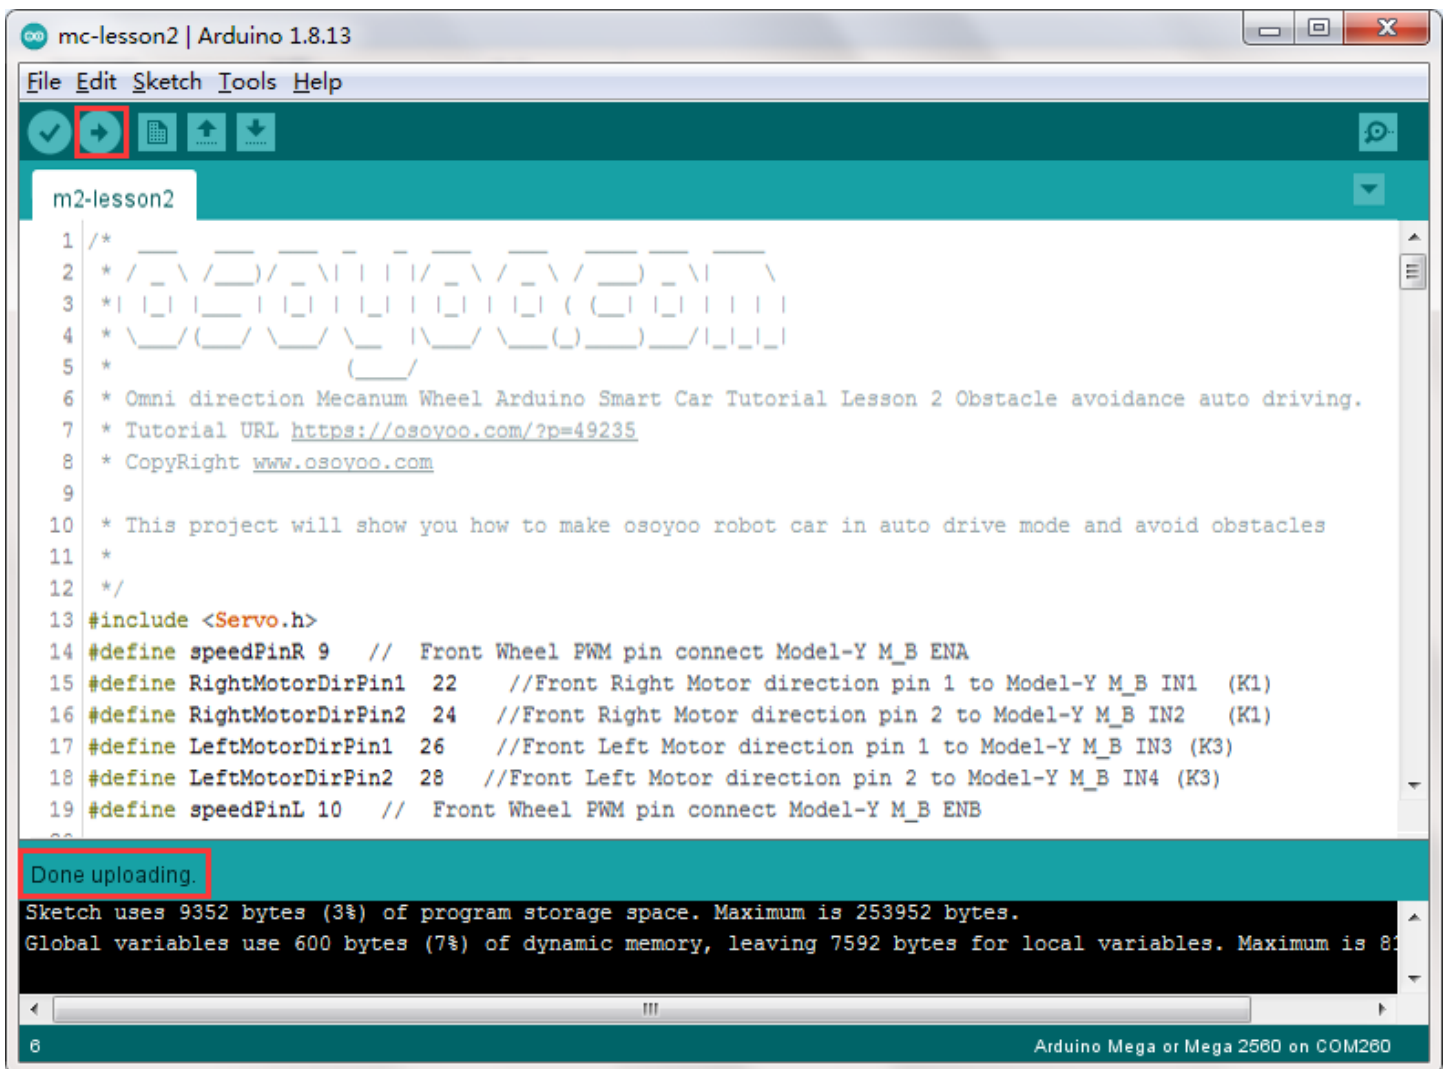 mc-lesson2 | Arduino 1.8.13
File Edit Sketch Tools Help
m2-lesson2
1 /*
2 *
3 *
4 *
5 *
osoyoo.com
6 * Omni direction Mecanum Wheel Arduino Smart Car Tutorial Lesson 2 Obstacle avoidance auto driving.
7 * Tutorial URL https://osoyoo.com/?p=49235
8 * CopyRight www.osoyoo.com
9
10 * This project will show you how to make osoyoo robot car in auto drive mode and avoid obstacles
11 *
12 */
13 #include <Servo.h>
14 #define speedPinR 9 // Front Wheel PWM pin connect Model-Y M_B ENA
15 #define RightMotorDirPin1 22 //Front Right Motor direction pin 1 to Model-Y M_B IN1 (K1)
16 #define RightMotorDirPin2 24 //Front Right Motor direction pin 2 to Model-Y M_B IN2 (K1)
17 #define LeftMotorDirPin1 26 //Front Left Motor direction pin 1 to Model-Y M_B IN3 (K3)
18 #define LeftMotorDirPin2 28 //Front Left Motor direction pin 2 to Model-Y M_B IN4 (K3)
19 #define speedPinL 10 // Front Wheel PWM pin connect Model-Y M_B ENB
Done uploading.
Sketch uses 9352 bytes (3%) of program storage space. Maximum is 253952 bytes.
Global variables use 600 bytes (7%) of dynamic memory, leaving 7592 bytes for local variables. Maximum is
6
Arduino Mega or Mega 2560 on COM260